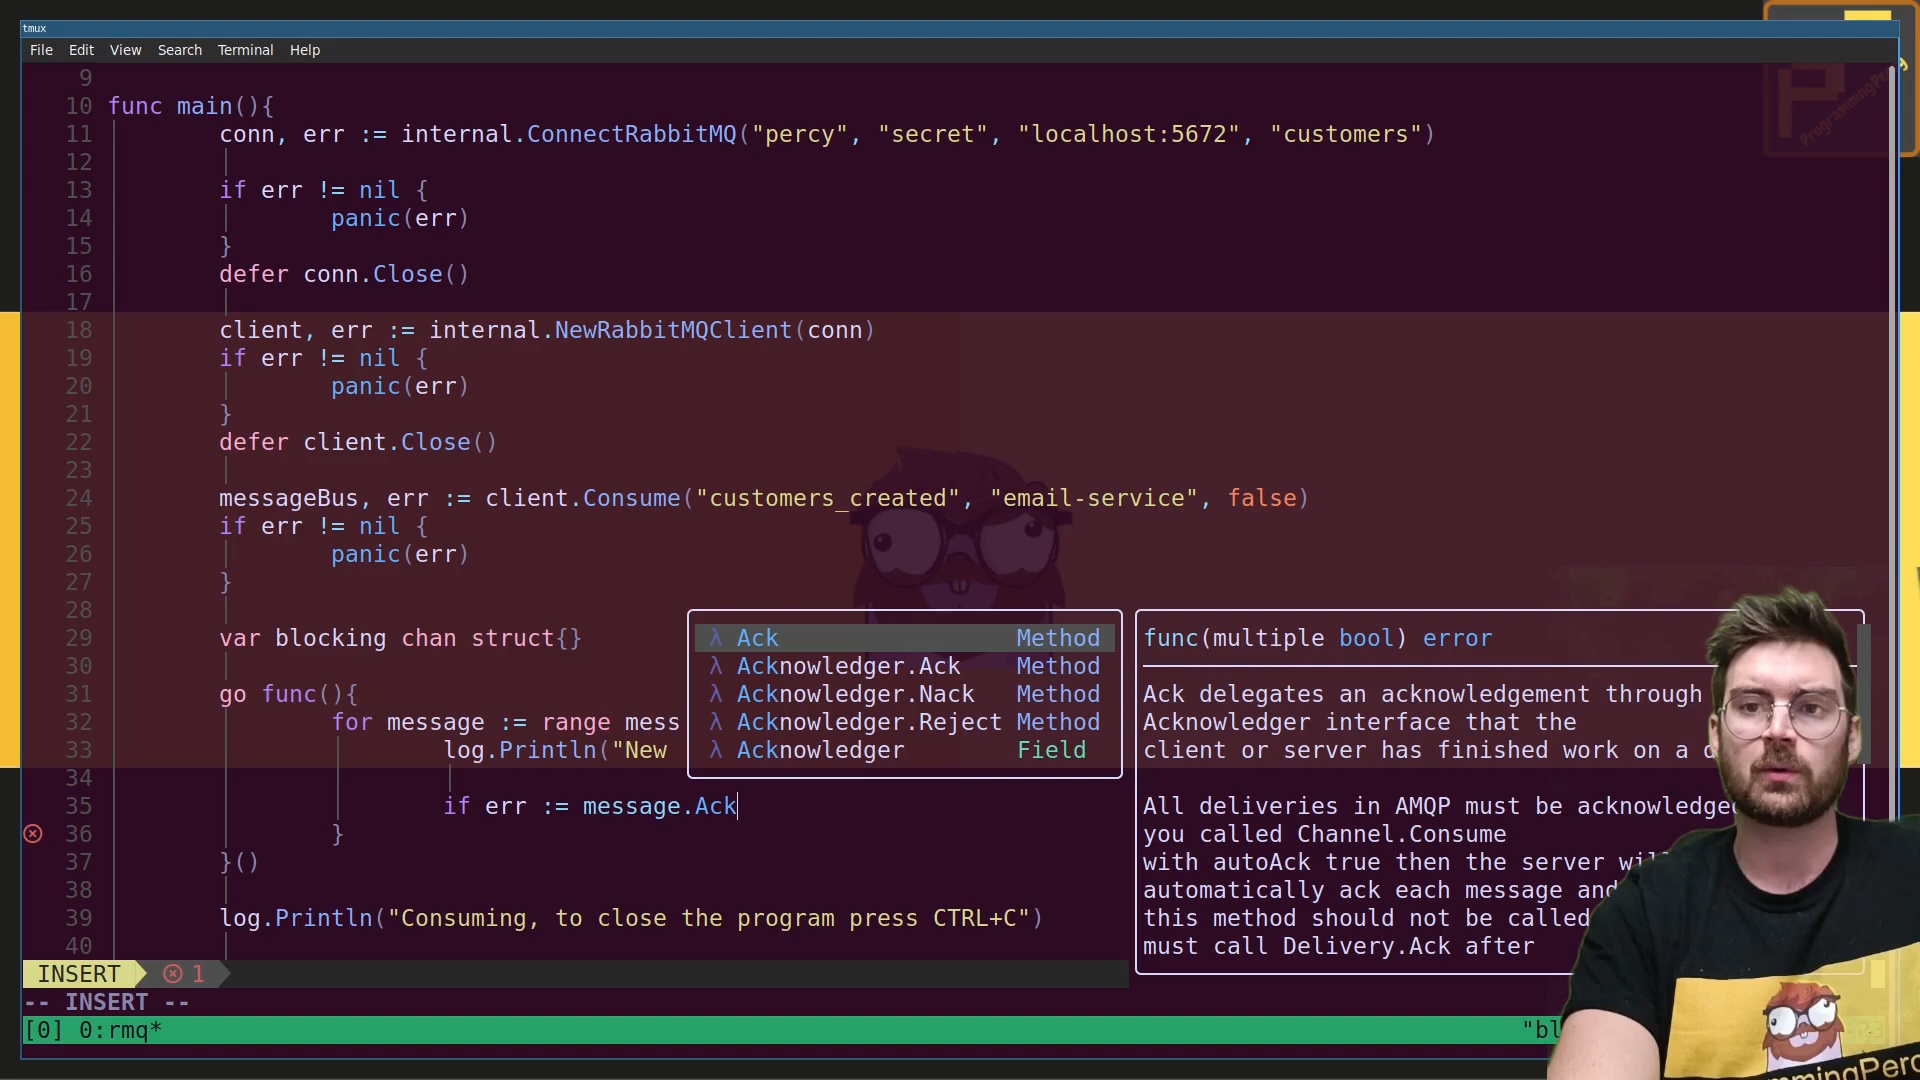 tmux
File Edit View Search Terminal Help
9
10 func main(){
11 conn, err := internal.ConnectRabbitMQ("percy", "secret", "localhost:5672", "customers")
12
13 if err != nil {
14 panic(err)
15 }
16 defer conn.Close()
17
18 client, err := internal.NewRabbitMQClient(conn)
19 if err != nil {
20 panic(err)
21 }
22 defer client.Close()
23
24 messageBus, err := client.Consume("customers_created", "email-service", false)
25 if err != nil {
26 panic(err)
27 }
28
29 var blocking chan struct{}
30
31 go func(){
32 for message := range mess
33 log.Println("New
34
35 if err := message.Ack
36 }
37 }()
38
39 log.Println("Consuming, to close the program press CTRL+C")
40
λ Ack Method
λ Acknowledger.Ack Method
λ Acknowledger.Nack Method
λ Acknowledger.Reject Method
λ Acknowledger Field
func(multiple bool) error
Ack delegates an acknowledgement through
Acknowledger interface that the
client or server has finished work on a
All deliveries in AMQP must be acknowledge
you called Channel.Consume
with autoAck true then the server
automatically ack each message and
this method should not be called
must call Delivery.Ack after
INSERT 1
-- INSERT --
[0] 0:rmq*
"bl
P